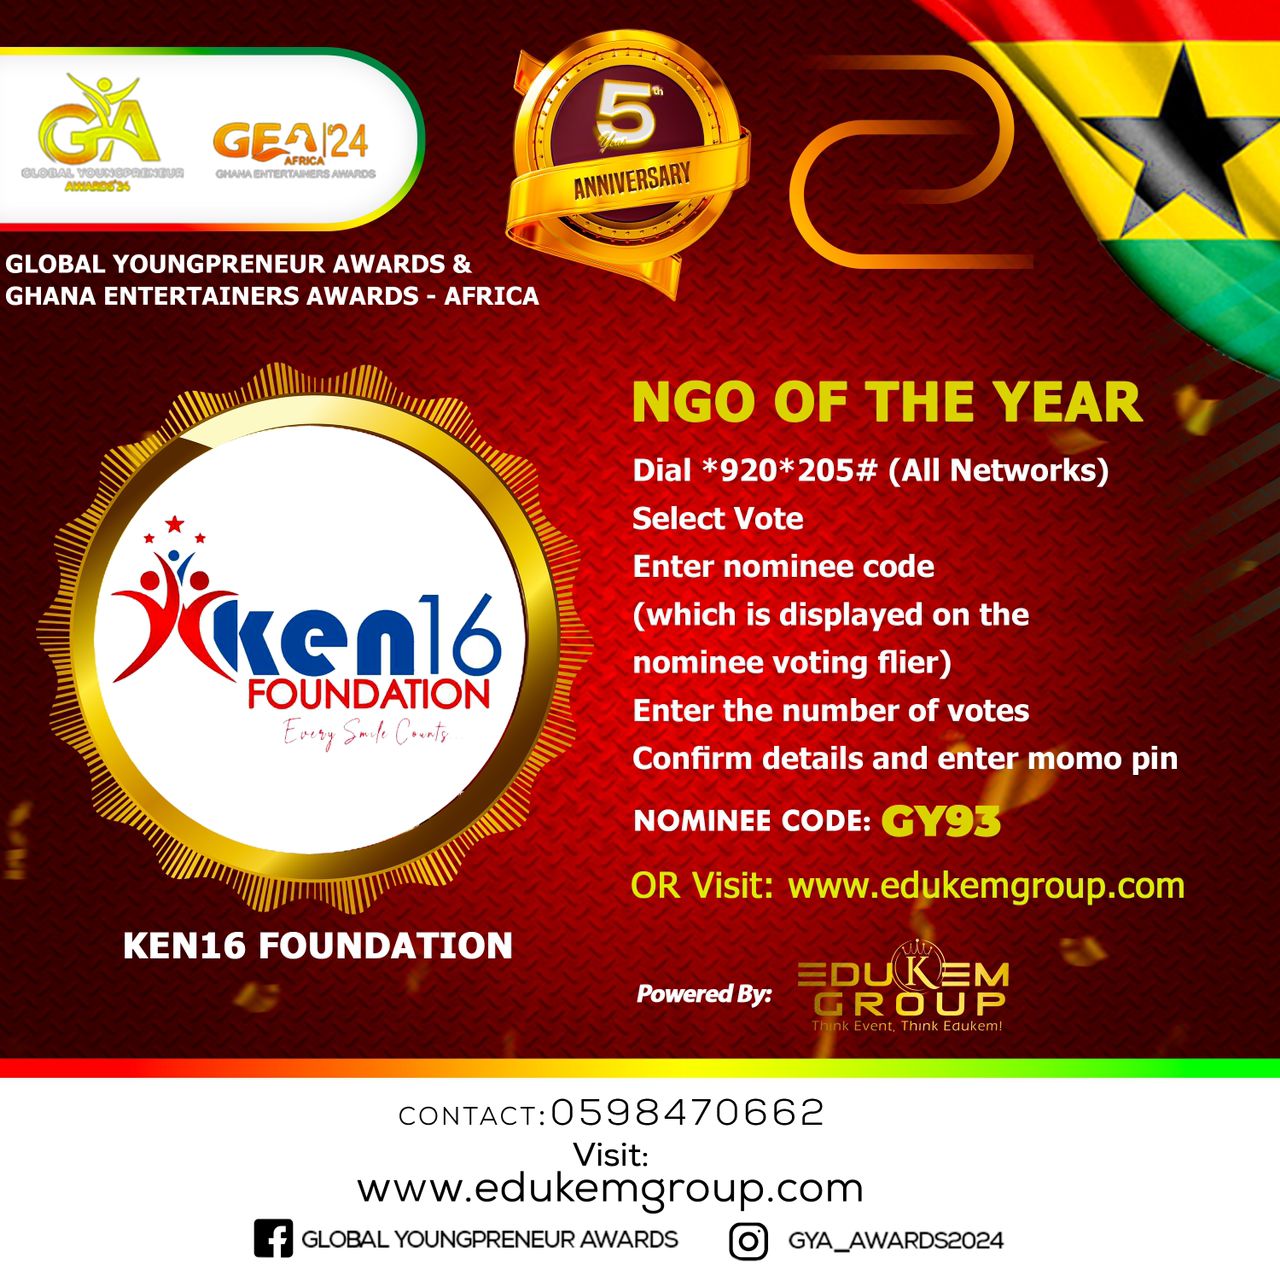 GYA
GLOBAL YOUNGPRENEUR
AWARDS'24
GEA|'24
AFRICA
GHANA ENTERTAINERS AWARDS
5th
Year
ANNIVERSARY
GLOBAL YOUNGPRENEUR AWARDS &
GHANA ENTERTAINERS AWARDS - AFRICA
NGO OF THE YEAR
Dial *920*205# (All Networks)
Select Vote
Enter nominee code
(which is displayed on the
nominee voting flier)
Enter the number of votes
Confirm details and enter momo pin
NOMINEE CODE: GY93
OR Visit: www.edukemgroup.com
ken16
FOUNDATION
Every Smile Counts...
KEN16 FOUNDATION
Powered By:
EDUKEM
GROUP
Think Event, Think Edukem!
CONTACT:0598470662
Visit:
www.edukemgroup.com
GLOBAL YOUNGPRENEUR AWARDS
GYA_AWARDS2024